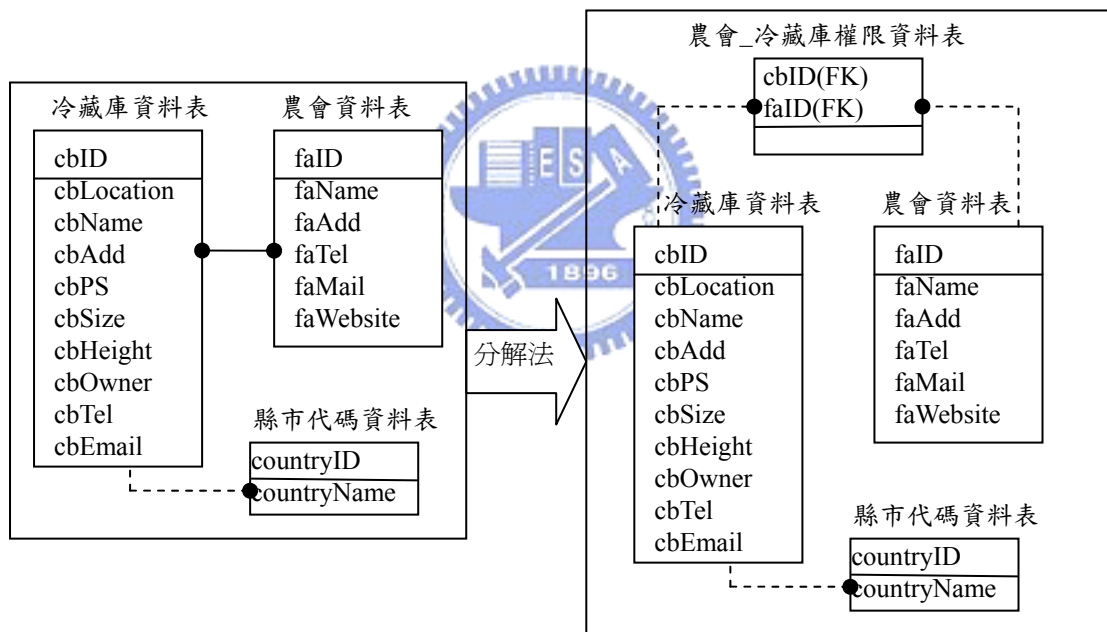 冷藏庫資料表
cbID
cbLocation
cbName
cbAdd
cbPS
cbSize
cbHeight
cbOwner
cbTel
cbEmail
農會資料表
faID
faName
faAdd
faTel
faMail
faWebsite
縣市代碼資料表
countryID
countryName
分解法
農會_冷藏庫權限資料表
cbID(FK)
faID(FK)
冷藏庫資料表
cbID
cbLocation
cbName
cbAdd
cbPS
cbSize
cbHeight
cbOwner
cbTel
cbEmail
農會資料表
faID
faName
faAdd
faTel
faMail
faWebsite
縣市代碼資料表
countryID
countryName
E S A
1896